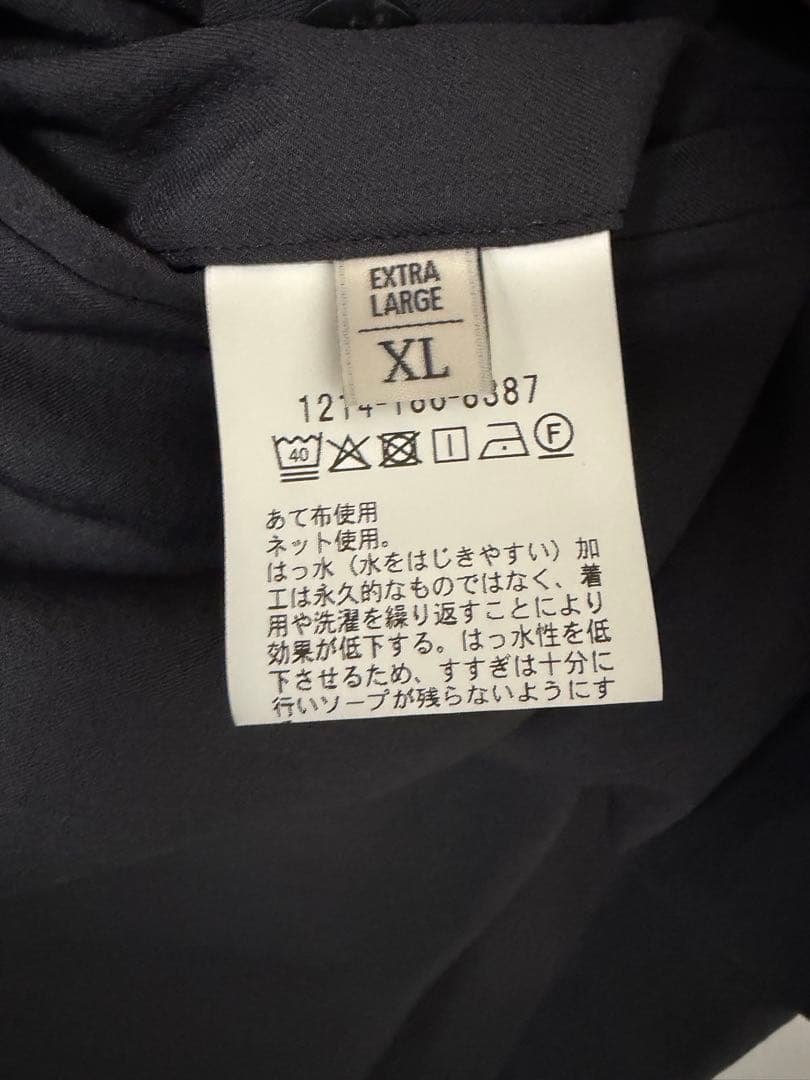 EXTRA
LARGE
XL
40
F
あて布使用
ネット使用。
はっ水（水をはじきやすい）加
工は永久的なものではなく、着
用や洗濯を繰り返すことにより
効果が低下する。はっ水性を低
下させるため、すすぎは十分に
行いソープが残らないようにす